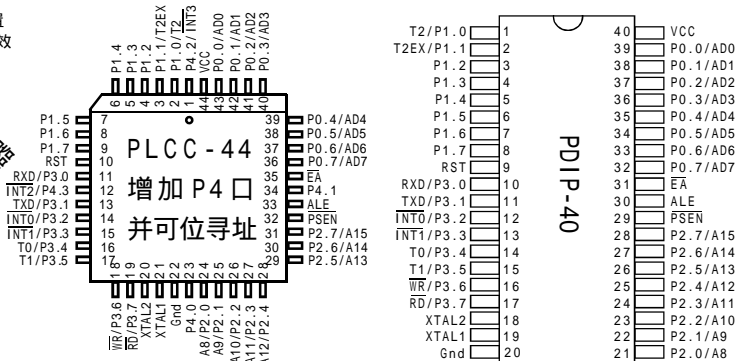 效
器
P1.4
P1.3
P1.2
P1.1/T2EX
P1.0/T2
P4.2/INT3
VCC
P0.0/AD0
P0.1/AD1
P0.2/AD2
P0.3/AD3
6 5 4 3 2 1 44 43 42 41 40
P1.5 7
P1.6 8
P1.7 9
RST 10
RXD/P3.0 11
INT2/P4.3 12
TXD/P3.1 13
INT0/P3.2 14
INT1/P3.3 15
T0/P3.4 16
T1/P3.5 17
PLCC-44
增加P4口
并可位寻址
39 P0.4/AD4
38 P0.5/AD5
37 P0.6/AD6
36 P0.7/AD7
35 EA
34 P4.1
33 ALE
32 PSEN
31 P2.7/A15
30 P2.6/A14
29 P2.5/A13
18 19 20 21 22 23 24 25 26 27 28
WR/P3.6
RD/P3.7
XTAL2
XTAL1
Gnd
P4.0
A8/P2.0
A9/P2.1
A10/P2.2
A11/P2.3
A12/P2.4
T2/P1.0 1
T2EX/P1.1 2
P1.2 3
P1.3 4
P1.4 5
P1.5 6
P1.6 7
P1.7 8
RST 9
RXD/P3.0 10
TXD/P3.1 11
INT0/P3.2 12
INT1/P3.3 13
T0/P3.4 14
T1/P3.5 15
WR/P3.6 16
RD/P3.7 17
XTAL2 18
XTAL1 19
Gnd 20
PDIP-40
40 VCC
39 P0.0/AD0
38 P0.1/AD1
37 P0.2/AD2
36 P0.3/AD3
35 P0.4/AD4
34 P0.5/AD5
33 P0.6/AD6
32 P0.7/AD7
31 EA
30 ALE
29 PSEN
28 P2.7/A15
27 P2.6/A14
26 P2.5/A13
25 P2.4/A12
24 P2.3/A11
23 P2.2/A10
22 P2.1/A9
21 P2.0/A8